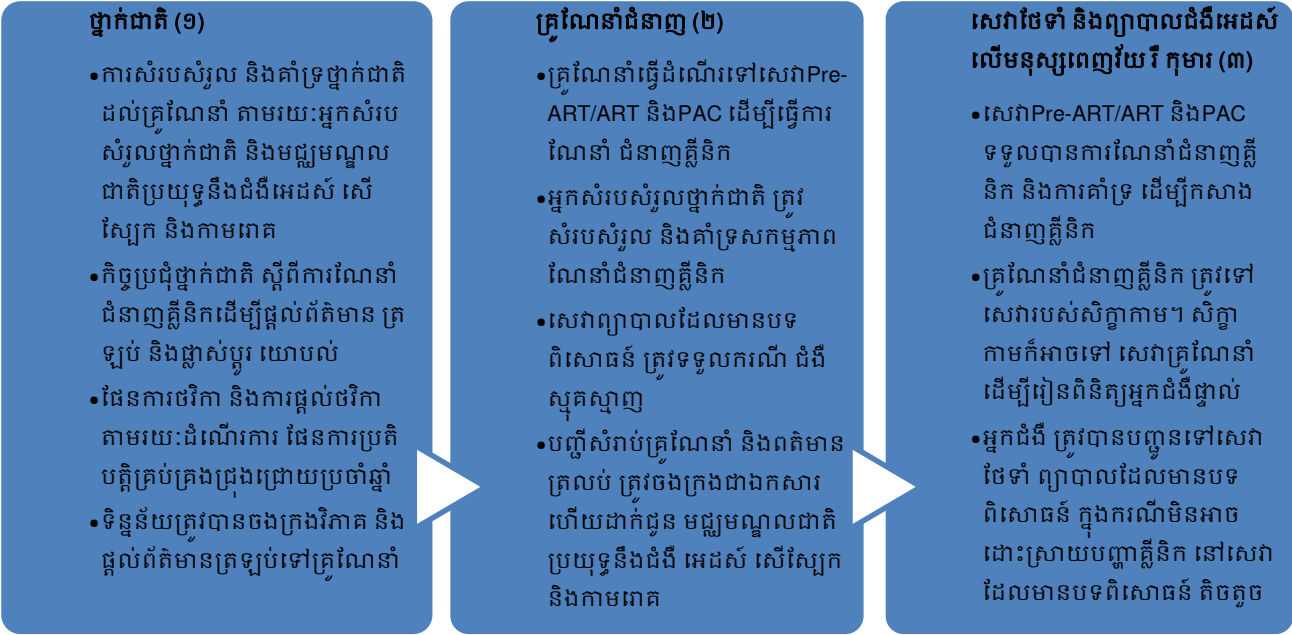 ថ្នាក់ជាតិ (១)
•ការសំរបសំរួល និងគាំទ្រថ្នាក់ជាតិ
ដល់គ្រូណែនាំ តាមរយៈអ្នកសំរប
សំរួលថ្នាក់ជាតិ និងមជ្ឈមណ្ឌល
ជាតិប្រយុទ្ធនឹងជំងឺអេដស៍ សើ
ស្បែក និងកាមរោគ
•កិច្ចប្រជុំថ្នាក់ជាតិ ស្តីពីការណែនាំ
ជំនាញគ្លីនិកដើម្បីផ្តល់ព័ត៌មាន ត្រ
ឡប់ និងផ្លាស់ប្តូរ យោបល់
•ផែនការថវិកា និងការផ្តល់ថវិកា
តាមរយៈដំណើរការ ផែនការប្រតិ
បត្តិគ្រប់គ្រងជ្រុងជ្រោយប្រចាំឆ្នាំ
•ទិន្នន័យត្រូវបានចងក្រងវិភាគ និង
ផ្តល់ព័ត៌មានត្រឡប់ទៅគ្រូណែនាំ
គ្រូណែនាំជំនាញ (២)
•គ្រូណែនាំធ្វើដំណើរទៅសេវាPre-
ART/ART និងPAC ដើម្បីធ្វើការ
ណែនាំ ជំនាញគ្លីនិក
•អ្នកសំរបសំរួលថ្នាក់ជាតិ ត្រូវ
សំរបសំរួល និងគាំទ្រសកម្មភាព
ណែនាំជំនាញគ្លីនិក
•សេវាព្យាបាលដែលមានបទ
ពិសោធន៍ ត្រូវទទួលករណី ជំងឺ
ស្មុគស្មាញ
•បញ្ជីសំរាប់គ្រូណែនាំ និងពត៌មាន
ត្រលប់ ត្រូវចងក្រងជាឯកសារ
ហើយដាក់ជូន មជ្ឈមណ្ឌលជាតិ
ប្រយុទ្ធនឹងជំងឺ អេដស៍ សើស្បែក
និងកាមរោគ
សេវាថែទាំ និងព្យាបាលជំងឺអេដស៍
លើមនុស្សពេញវ័យ រឺ កុមារ (៣)
•សេវាPre-ART/ART និងPAC
ទទួលបានការណែនាំជំនាញគ្លី
និក និងការគាំទ្រ ដើម្បីកសាង
ជំនាញគ្លីនិក
•គ្រូណែនាំជំនាញគ្លីនិក ត្រូវទៅ
សេវារបស់សិក្ខាកាម។ សិក្ខា
កាមក៏អាចទៅ សេវាគ្រូណែនាំ
ដើម្បីរៀនពិនិត្យអ្នកជំងឺផ្ទាល់
•អ្នកជំងឺ ត្រូវបានបញ្ជូនទៅសេវា
ថែទាំ ព្យាបាលដែលមានបទ
ពិសោធន៍ ក្នុងករណីមិនអាច
ដោះស្រាយបញ្ហាគ្លីនិក នៅសេវា
ដែលមានបទពិសោធន៍ តិចតួច